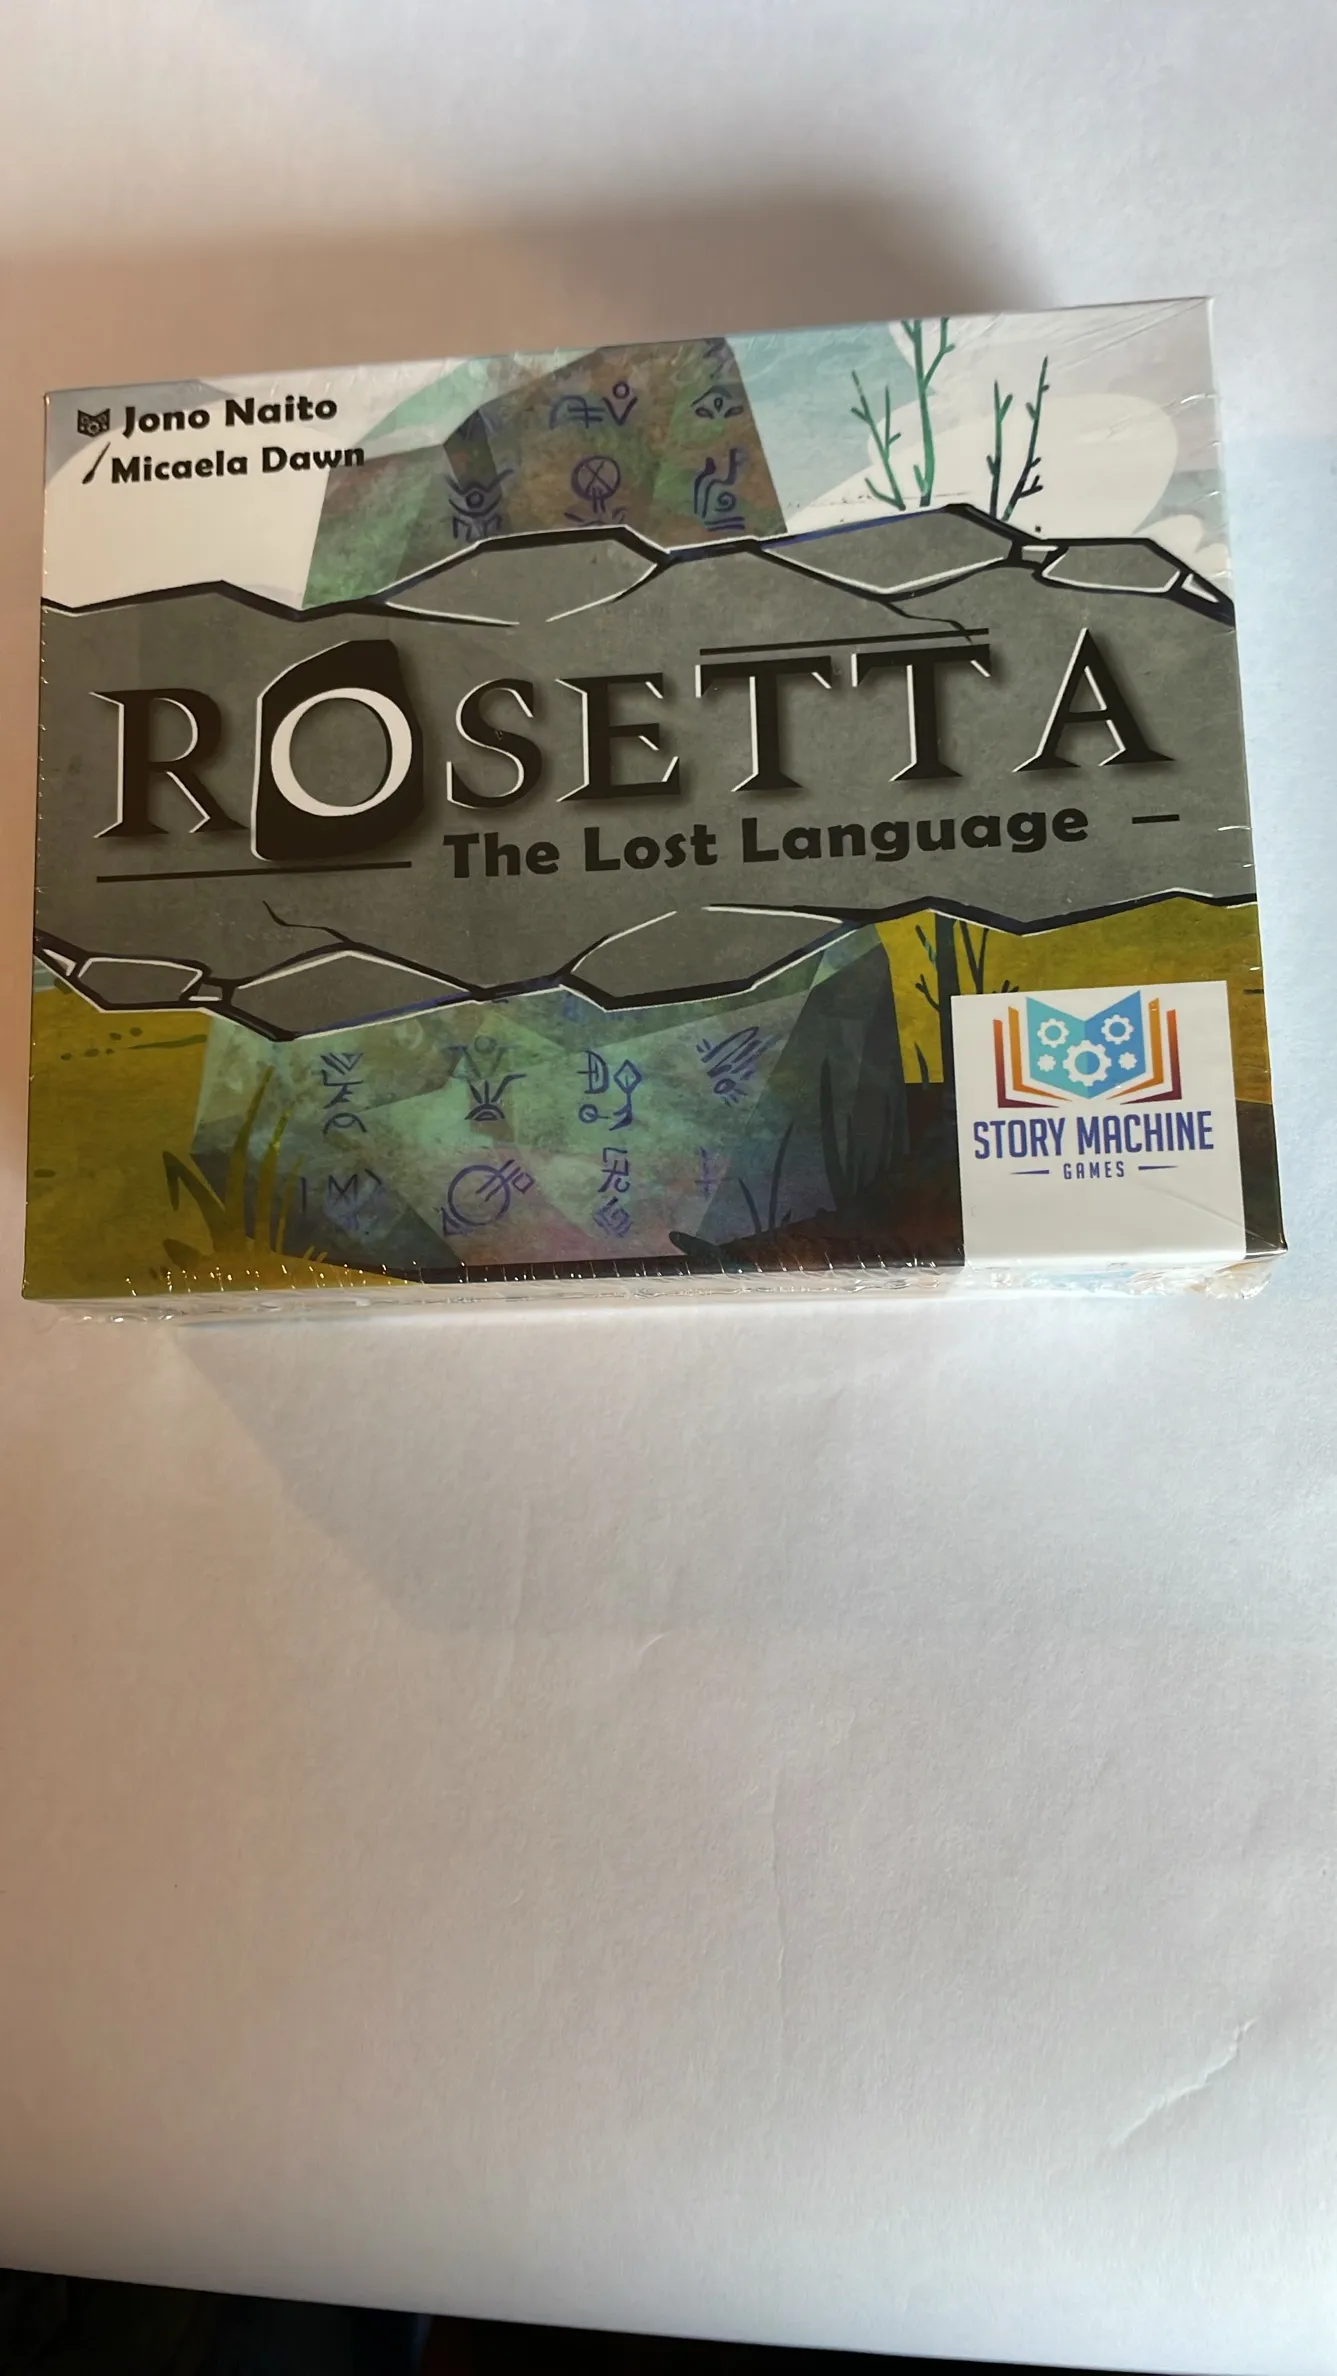 Jono Naito
Micaela Dawn
ROSETTA
The Lost Language
STORY MACHINE
GAMES